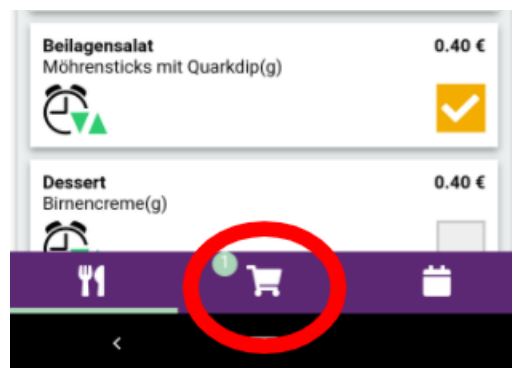 Beilagensalat 0.40 €
Möhrensticks mit Quarkdip(g)
Dessert 0.40 €
Birnencreme(g)
1